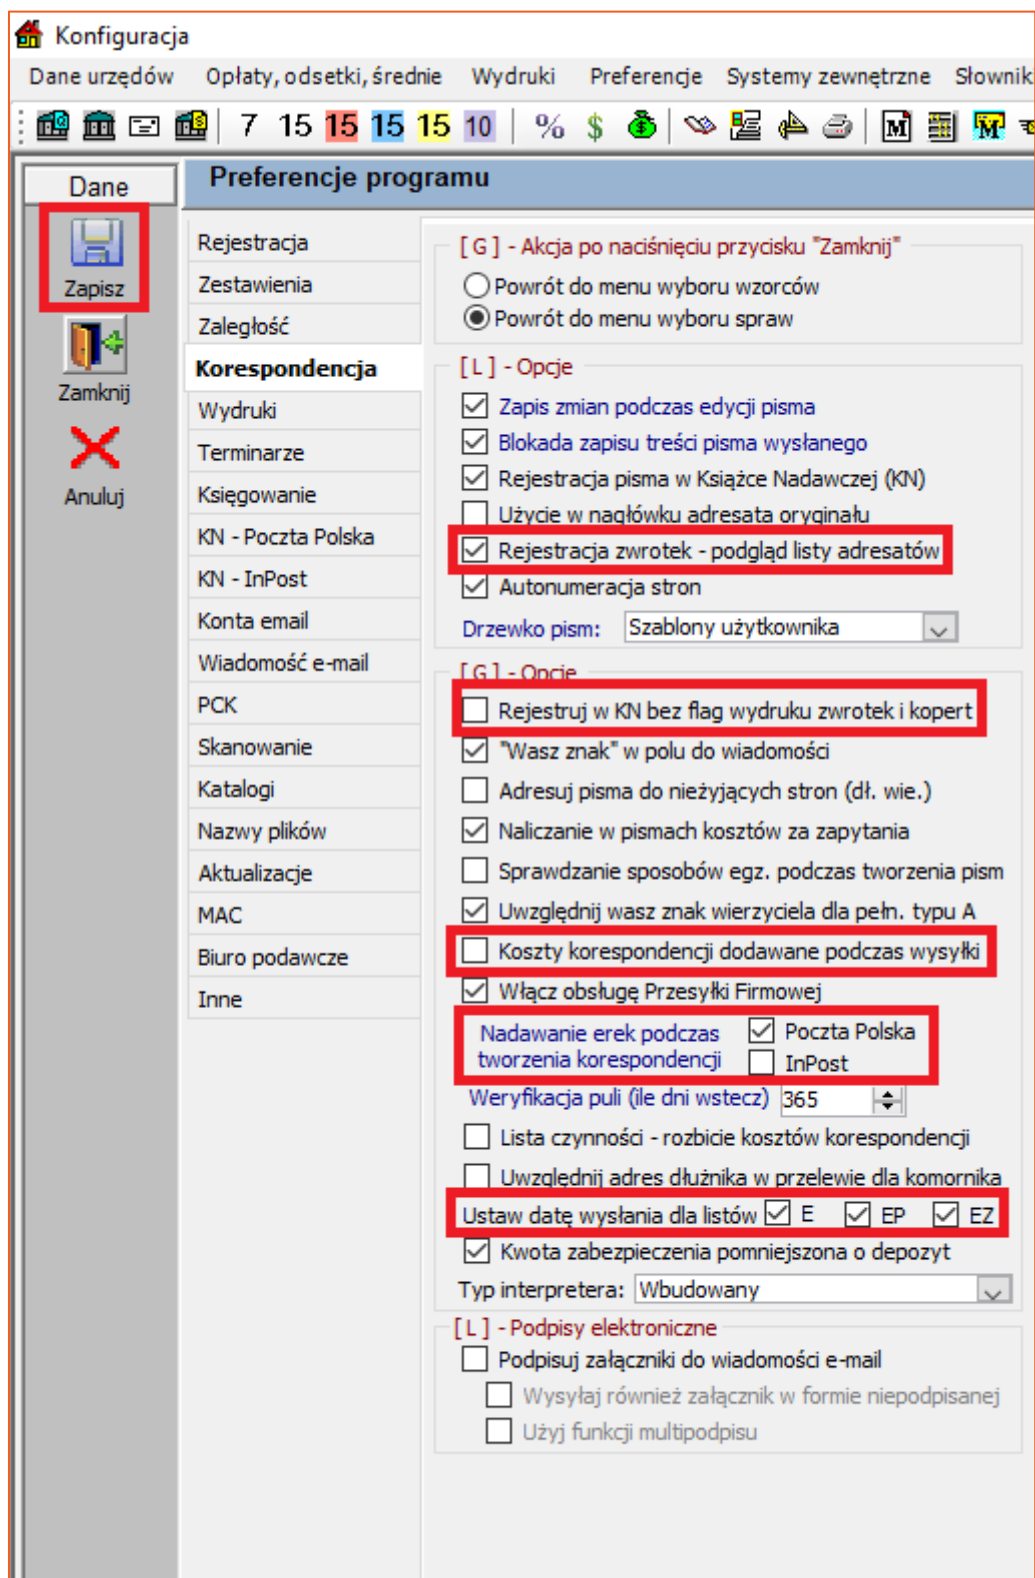 Konfiguracja
Dane urzędów Opłaty, odsetki, średnie Wydruki Preferencje Systemy zewnętrzne Słownik
7 15 15 15 15 10 % $ M M
Dane
Zapisz
Zamknij
Anuluj
Preferencje programu
Rejestracja
Zestawienia
Zaległość
Korespondencja
Wydruki
Terminarze
Księgowanie
KN - Poczta Polska
KN - InPost
Konta email
Wiadomość e-mail
PCK
Skanowanie
Katalogi
Nazwy plików
Aktualizacje
MAC
Biuro podawcze
Inne
[ G ] - Akcja po naciśnięciu przycisku "Zamknij"
Powrót do menu wyboru wzorców
Powrót do menu wyboru spraw
[ L ] - Opcje
Zapis zmian podczas edycji pisma
Blokada zapisu treści pisma wysłanego
Rejestracja pisma w Książce Nadawczej (KN)
Użycie w nagłówku adresata oryginału
Rejestracja zwrotek - podgląd listy adresatów
Autonumeracja stron
Drzewko pism: Szablony użytkownika
[ G ] - Opcje
Rejestruj w KN bez flag wydruku zwrotek i kopert
"Wasz znak" w polu do wiadomości
Adresuj pisma do nieżyjących stron (dł. wie.)
Naliczanie w pismach kosztów za zapytania
Sprawdzanie sposobów egz. podczas tworzenia pism
Uwzględnij wasz znak wierzyciela dla pełn. typu A
Koszty korespondencji dodawane podczas wysyłki
Włącz obsługę Przesyłki Firmowej
Nadawanie erek podczas Poczta Polska
tworzenia korespondencji InPost
Weryfikacja puli (ile dni wstecz) 365
Lista czynności - rozbicie kosztów korespondencji
Uwzględnij adres dłużnika w przelewie dla komornika
Ustaw datę wysłania dla listów E EP EZ
Kwota zabezpieczenia pomniejszona o depozyt
Typ interpretera: Wbudowany
[ L ] - Podpisy elektroniczne
Podpisuj załączniki do wiadomości e-mail
Wysyłaj również załącznik w formie niepodpisanej
Użyj funkcji multipodpisu